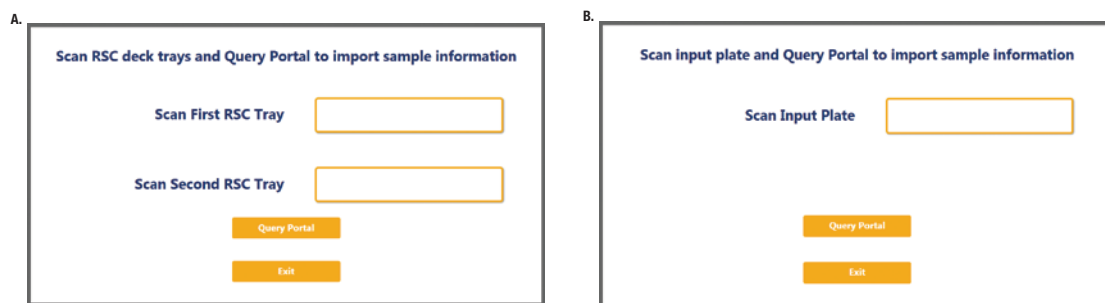 A.
Scan RSC deck trays and Query Portal to import sample information
Scan First RSC Tray
Scan Second RSC Tray
Query Portal
Exit
B.
Scan input plate and Query Portal to import sample information
Scan Input Plate
Query Portal
Exit